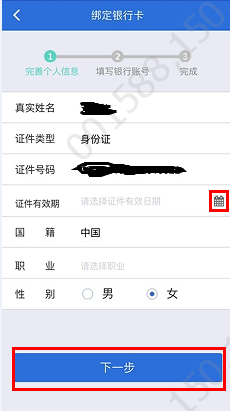 绑定银行卡
1 2 3
完善个人信息 填写银行账号 完成
真实姓名
证件类型 身份证
证件号码
证件有效期 请选择证件有效日期
国 籍 中国
职 业 请选择职业
性 别 男 女
下一步